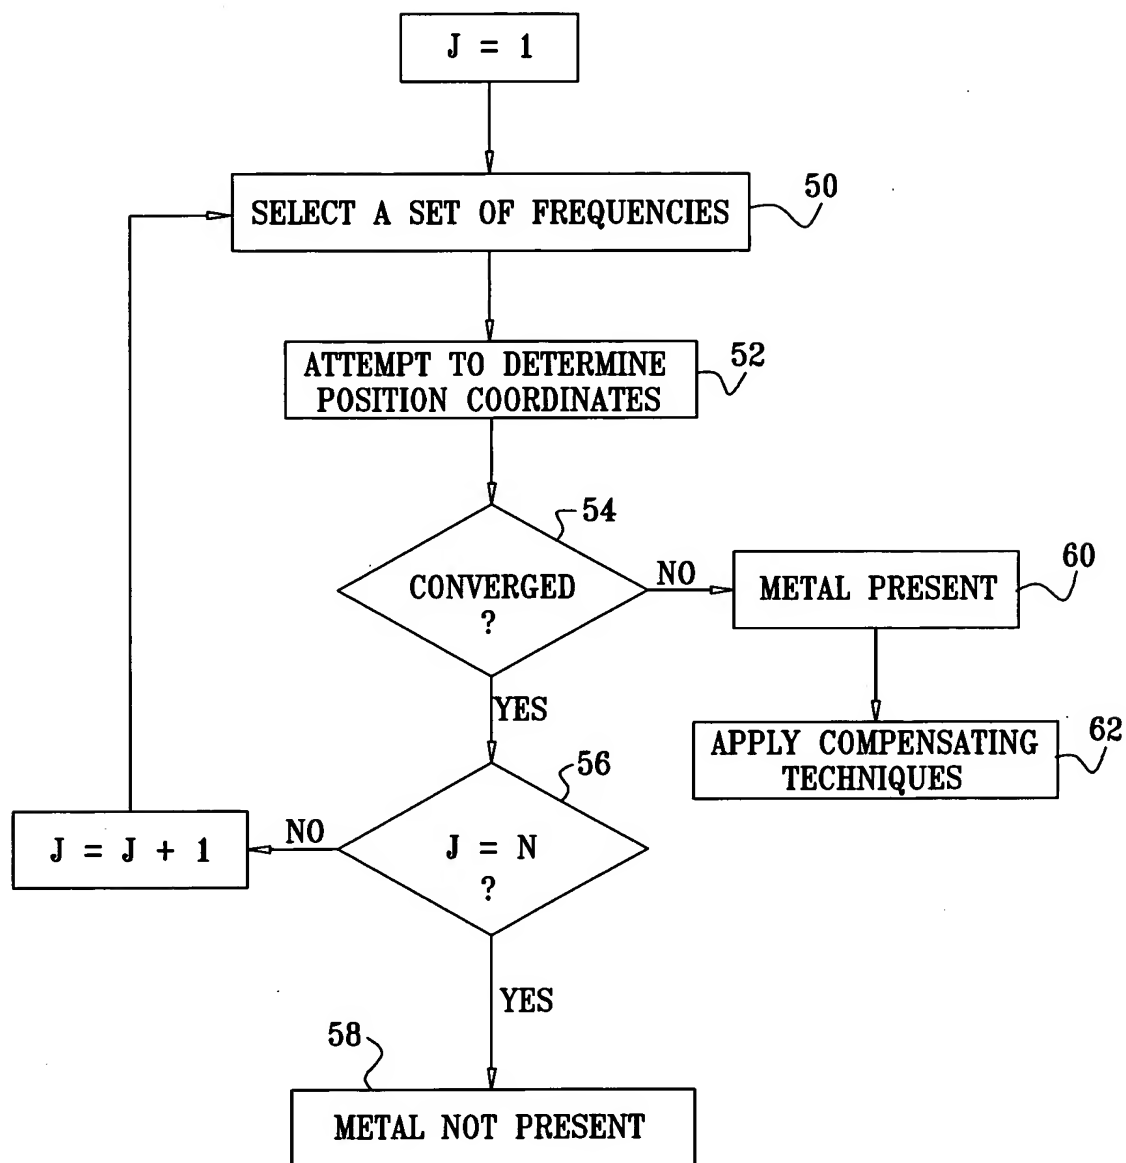 J = 1
SELECT A SET OF FREQUENCIES
50
ATTEMPT TO DETERMINE
POSITION COORDINATES
52
54
CONVERGED
?
NO
METAL PRESENT
60
YES
APPLY COMPENSATING
TECHNIQUES
62
56
J = N
?
NO
J = J + 1
YES
58
METAL NOT PRESENT